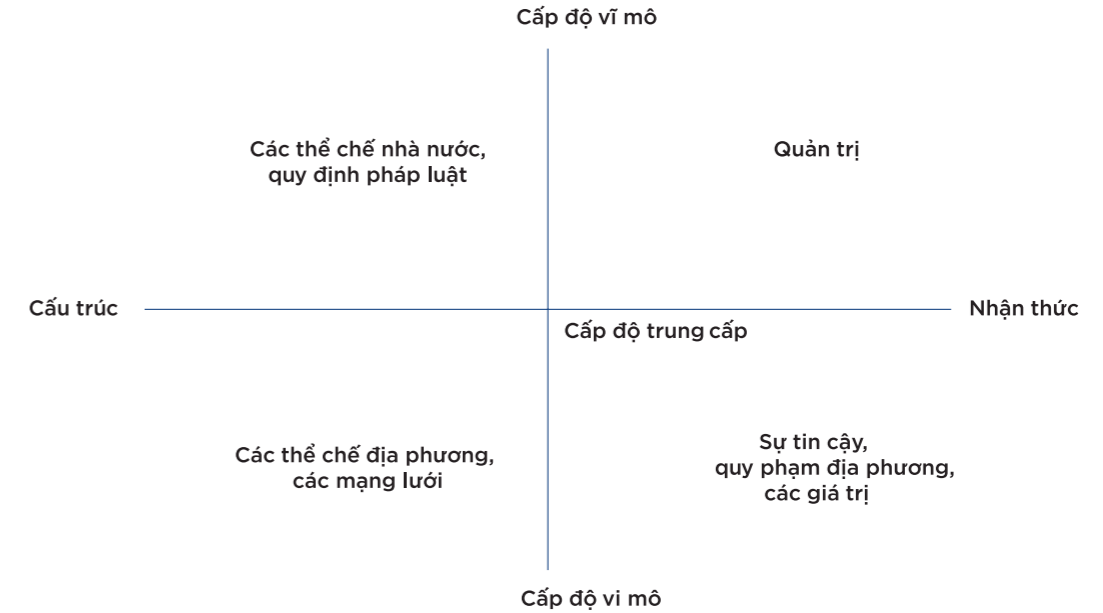 Cấp độ vĩ mô
Các thể chế nhà nước,
quy định pháp luật
Quản trị
Cấu trúc
Nhận thức
Cấp độ trung cấp
Các thể chế địa phương,
các mạng lưới
Sự tin cậy,
quy phạm địa phương,
các giá trị
Cấp độ vi mô